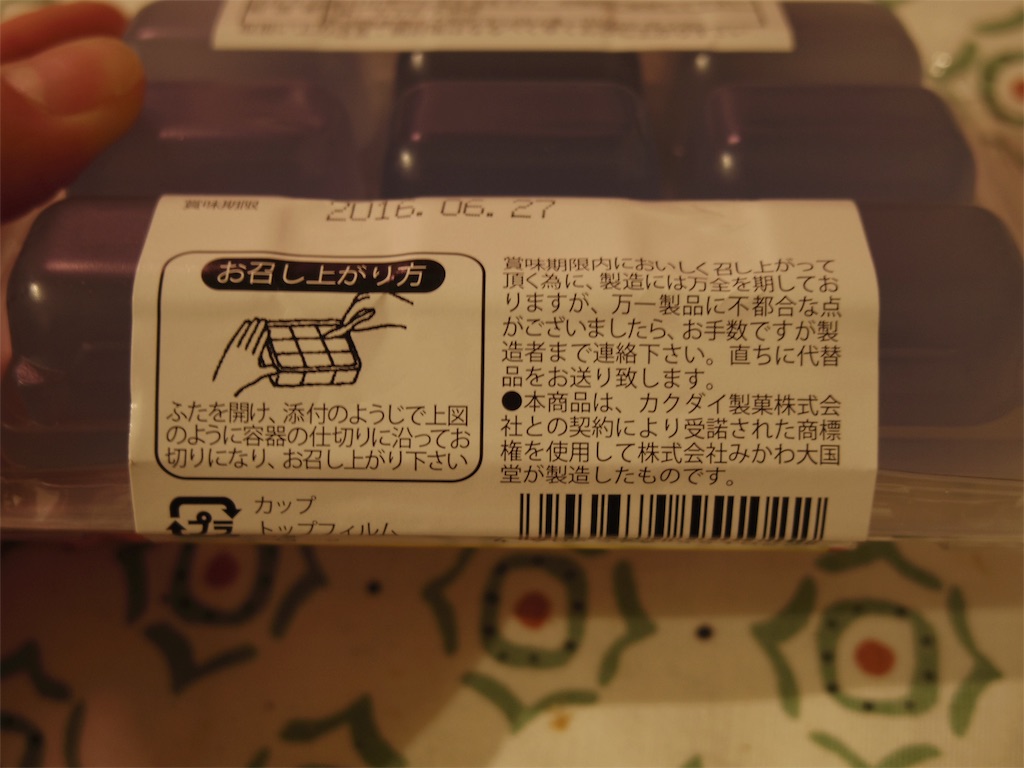 賞味期限 2016. 06. 27
お召し上がり方
ふたを開け、添付のようじで上図
のように容器の仕切りに沿ってお
切りになり、お召し上がり下さい
プラ
カップ
トップフィルム
賞味期限内においしく召し上がって
頂く為に、製造には万全を期してお
りますが、万一製品に不都合な点
がございましたら、お手数ですが製
造者まで連絡下さい。直ちに代替
品をお送り致します。
●本商品は、カクダイ製菓株式会
社との契約により受諾された商標
権を使用して株式会社みかわ大国
堂が製造したものです。